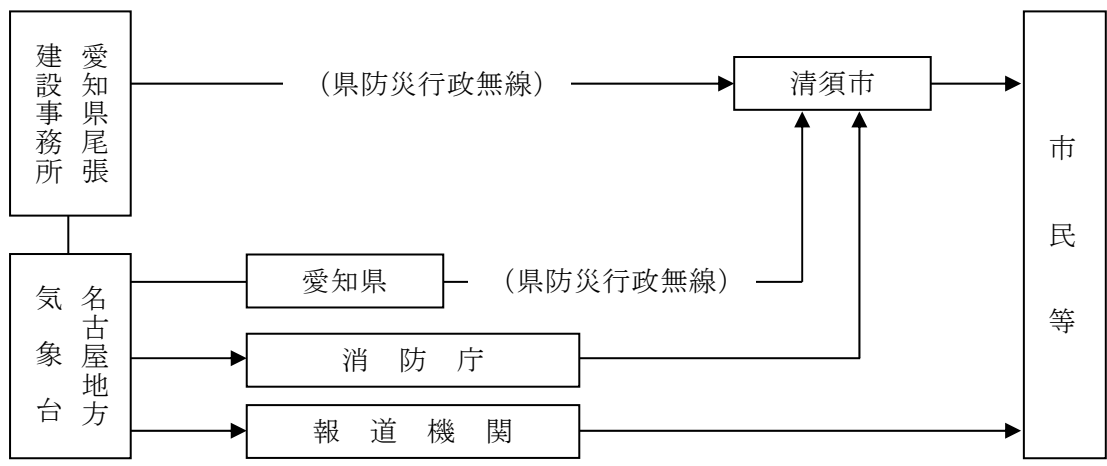 愛知県尾張
建設事務所
（県防災行政無線）
清須市
市民等
名古屋地方
気象台
愛知県
（県防災行政無線）
消防庁
報道機関